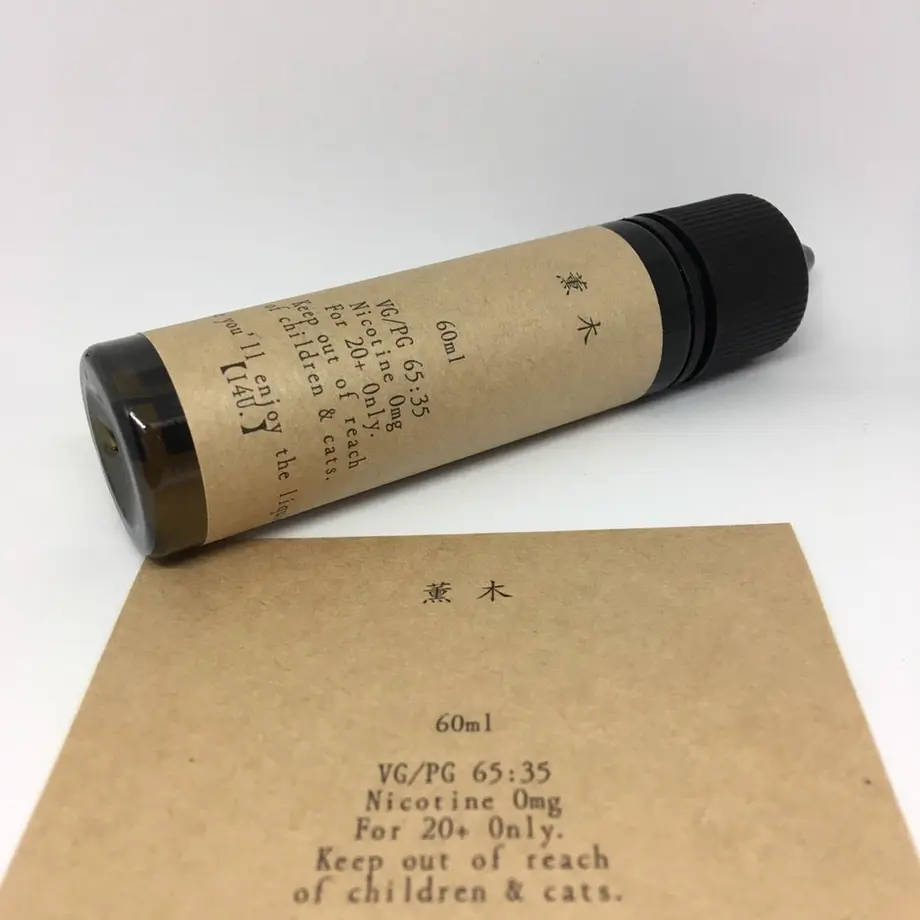 薫 木
60ml
VG/PG 65:35
Nicotine 0mg
For 20+ Only.
Keep out of reach
of children & cats.
you'll enjoy the
【I4U.】
薫 木
60ml
VG/PG 65:35
Nicotine 0mg
For 20+ Only.
Keep out of reach
of children & cats.